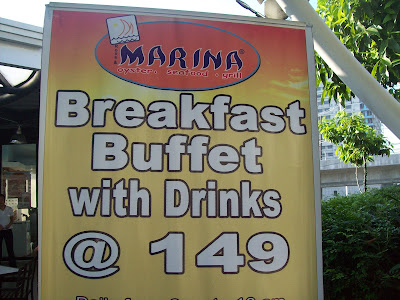 MARINA
oyster. seafood. grill
Breakfast
Buffet
with Drinks
@ 149